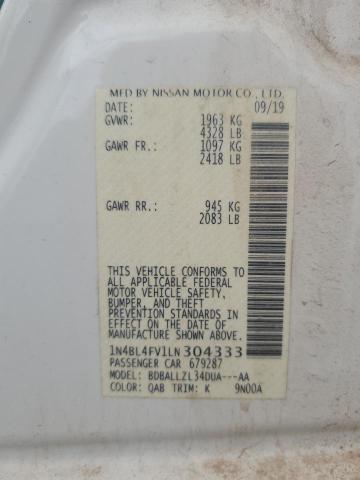 MFD BY NISSAN MOTOR CO., LTD.
DATE: 09/19
GVWR: 1963 KG
4328 LB
GAWR FR.: 1097 KG
2418 LB
GAWR RR.: 945 KG
2083 LB
THIS VEHICLE CONFORMS TO
ALL APPLICABLE FEDERAL
MOTOR VEHICLE SAFETY,
BUMPER, AND THEFT
PREVENTION STANDARDS IN
EFFECT ON THE DATE OF
MANUFACTURE SHOWN ABOVE.
1N4BL4FV1LN304333
PASSENGER CAR 679287
MODEL: BDBALLZL34DUA---AA
COLOR: QAB TRIM: K 9N00A